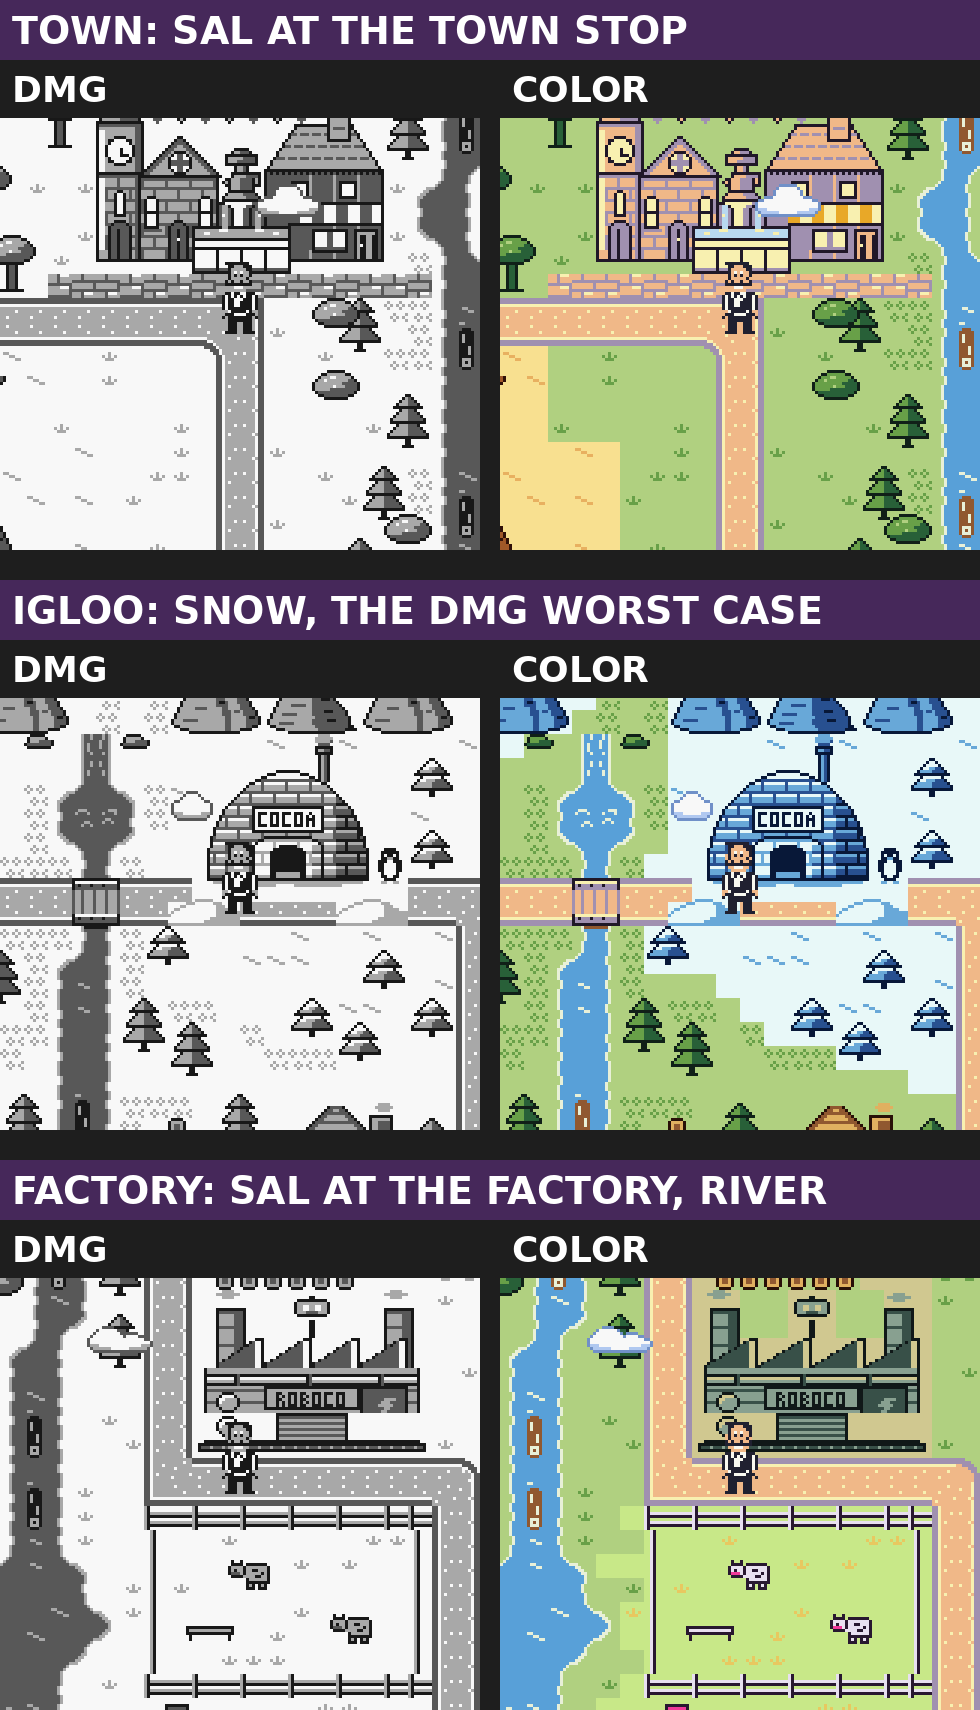 TOWN: SAL AT THE TOWN STOP
DMG
COLOR
IGLOO: SNOW, THE DMG WORST CASE
DMG
COLOR
COCOA
COCOA
FACTORY: SAL AT THE FACTORY, RIVER
DMG
COLOR
ROBOCO
ROBOCO